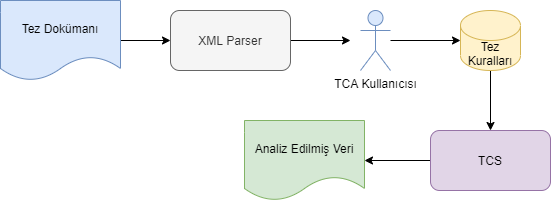 Tez Dokümanı
XML Parser
TCA Kullanıcısı
Tez
Kuralları
Analiz Edilmiş Veri
TCS